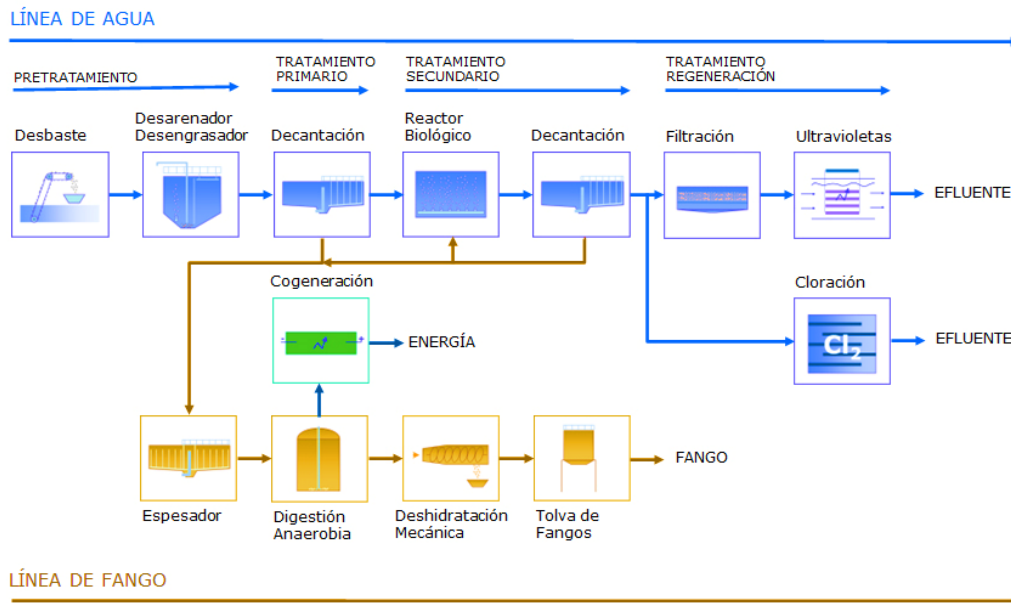 LÍNEA DE AGUA
PRETRATAMIENTO
TRATAMIENTO
PRIMARIO
TRATAMIENTO
SECUNDARIO
TRATAMIENTO
REGENERACIÓN
Desbaste
Desarenador
Desengrasador
Decantación
Reactor
Biológico
Decantación
Filtración
Ultravioletas
EFLUENTE
Cogeneración
ENERGÍA
Cloración
Cl2
EFLUENTE
FANGO
Espesador
Digestión
Anaerobia
Deshidratación
Mecánica
Tolva de
Fangos
LÍNEA DE FANGO